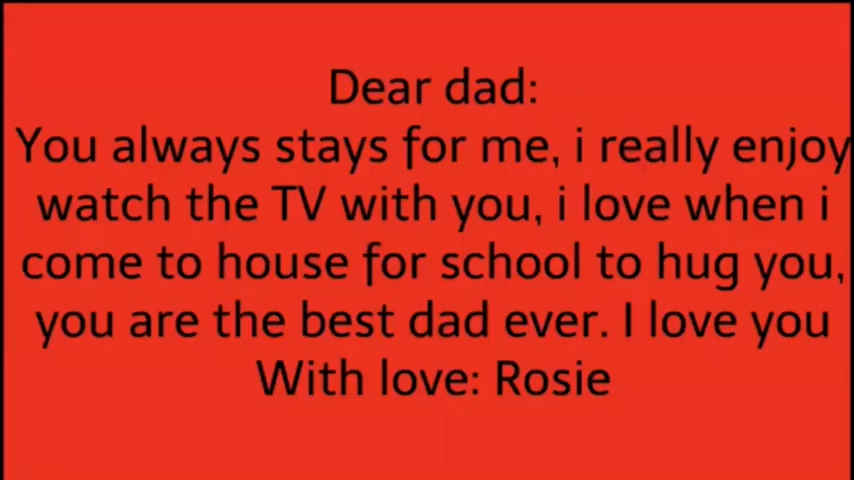 Dear dad:
You always stays for me, i really enjoy
watch the TV with you, i love when i
come to house for school to hug you,
you are the best dad ever. I love you
With love: Rosie